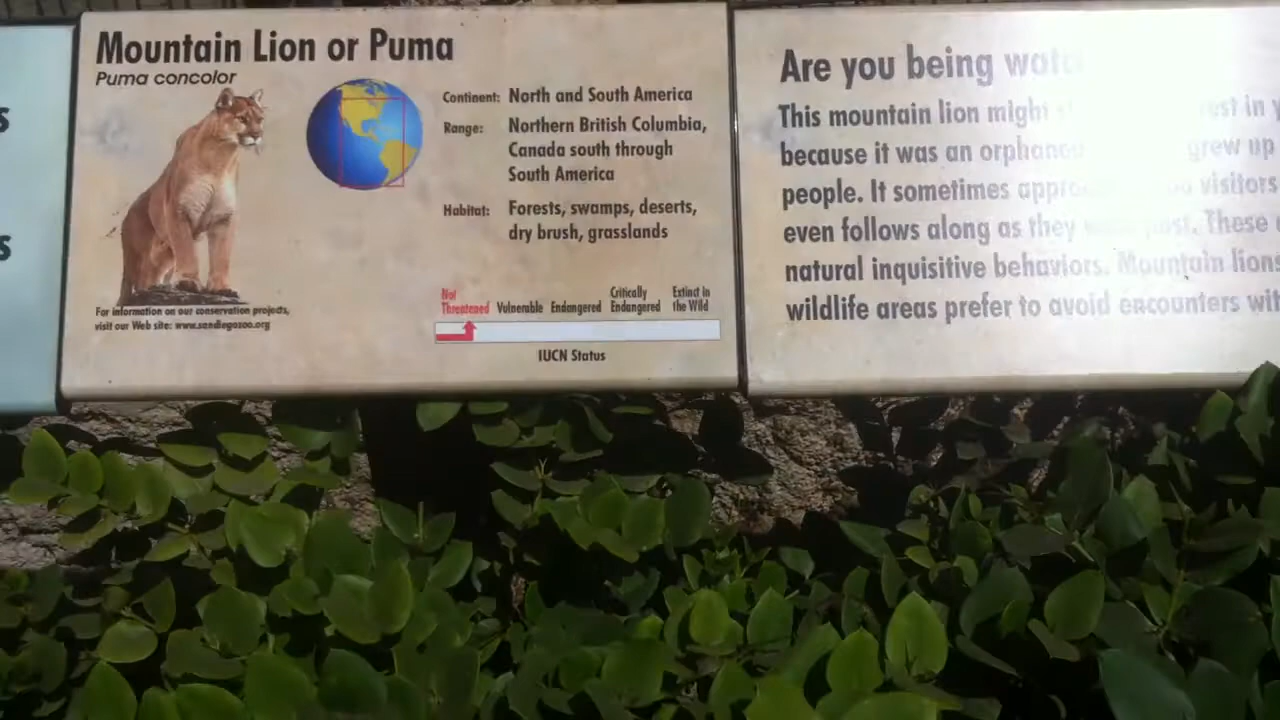 s
s
Mountain Lion or Puma
Puma concolor
Continent: North and South America
Range: Northern British Columbia,
Canada south through
South America
Habitat: Forests, swamps, deserts,
dry brush, grasslands
For information on our conservation projects,
visit our Web site: www.sandiegozoo.org
Not Threatened
Vulnerable
Endangered
Critically Endangered
Extinct in the Wild
IUCN Status
Are you being
This mountain lion might in
because it was an grew up
people. It sometimes visitors
even follows along as they past. These
natural inquisitive behaviors. Mountain lions
wildlife areas prefer to avoid encounters